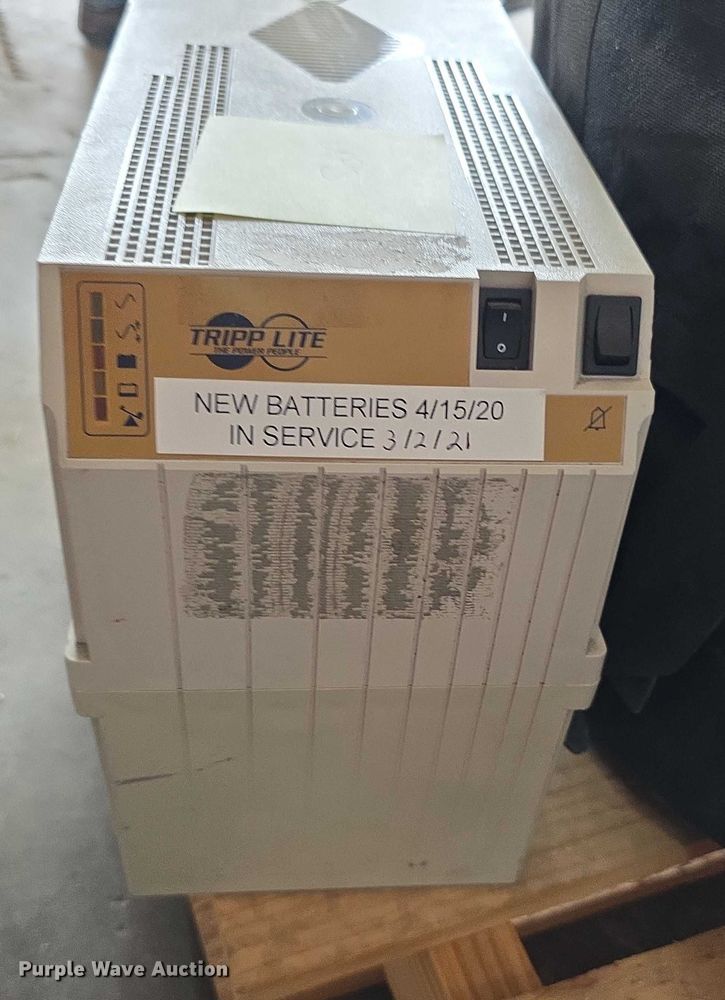 TRIPP LITE
THE POWER PEOPLE
NEW BATTERIES 4/15/20
IN SERVICE 3/2/21
Purple Wave Auction